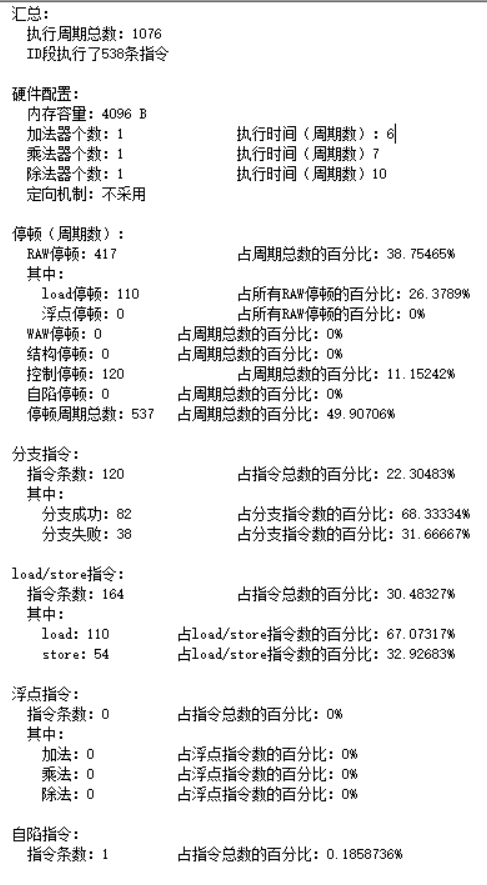 汇总:
执行周期总数: 1076
ID段执行了538条指令
硬件配置:
内存容量: 4096 B
加法器个数: 1 执行时间（周期数）: 6
乘法器个数: 1 执行时间（周期数）7
除法器个数: 1 执行时间（周期数）10
定向机制: 不采用
停顿（周期数）:
RAW停顿: 417 占周期总数的百分比: 38.75465%
其中:
load停顿: 110 占所有RAW停顿的百分比: 26.3789%
浮点停顿: 0 占所有RAW停顿的百分比: 0%
WAW停顿: 0 占周期总数的百分比: 0%
结构停顿: 0 占周期总数的百分比: 0%
控制停顿: 120 占周期总数的百分比: 11.15242%
自陷停顿: 0 占周期总数的百分比: 0%
停顿周期总数: 537 占周期总数的百分比: 49.90706%
分支指令:
指令条数: 120 占指令总数的百分比: 22.30483%
其中:
分支成功: 82 占分支指令数的百分比: 68.33334%
分支失败: 38 占分支指令数的百分比: 31.66667%
load/store指令:
指令条数: 164 占指令总数的百分比: 30.48327%
其中:
load: 110 占load/store指令数的百分比: 67.07317%
store: 54 占load/store指令数的百分比: 32.92683%
浮点指令:
指令条数: 0 占指令总数的百分比: 0%
其中:
加法: 0 占浮点指令数的百分比: 0%
乘法: 0 占浮点指令数的百分比: 0%
除法: 0 占浮点指令数的百分比: 0%
自陷指令:
指令条数: 1 占指令总数的百分比: 0.1858736%